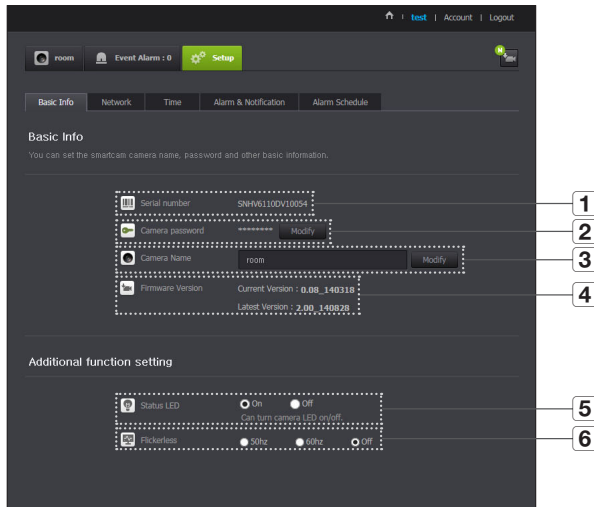 test | Account | Logout
room
Event Alarm : 0
Setup
N
Basic Info
Network
Time
Alarm & Notification
Alarm Schedule
Basic Info
You can set the smartcam camera name, password and other basic information.
Serial number SNHV6110DV10054
1
Camera password ******** Modify
2
Camera Name room Modify
3
Firmware Version Current Version : 0.08_140318
4
Latest Version : 2.00_140828
Additional function setting
Status LED On Off
5
Can turn camera LED on/off.
Flickerless 50hz 60hz Off
6